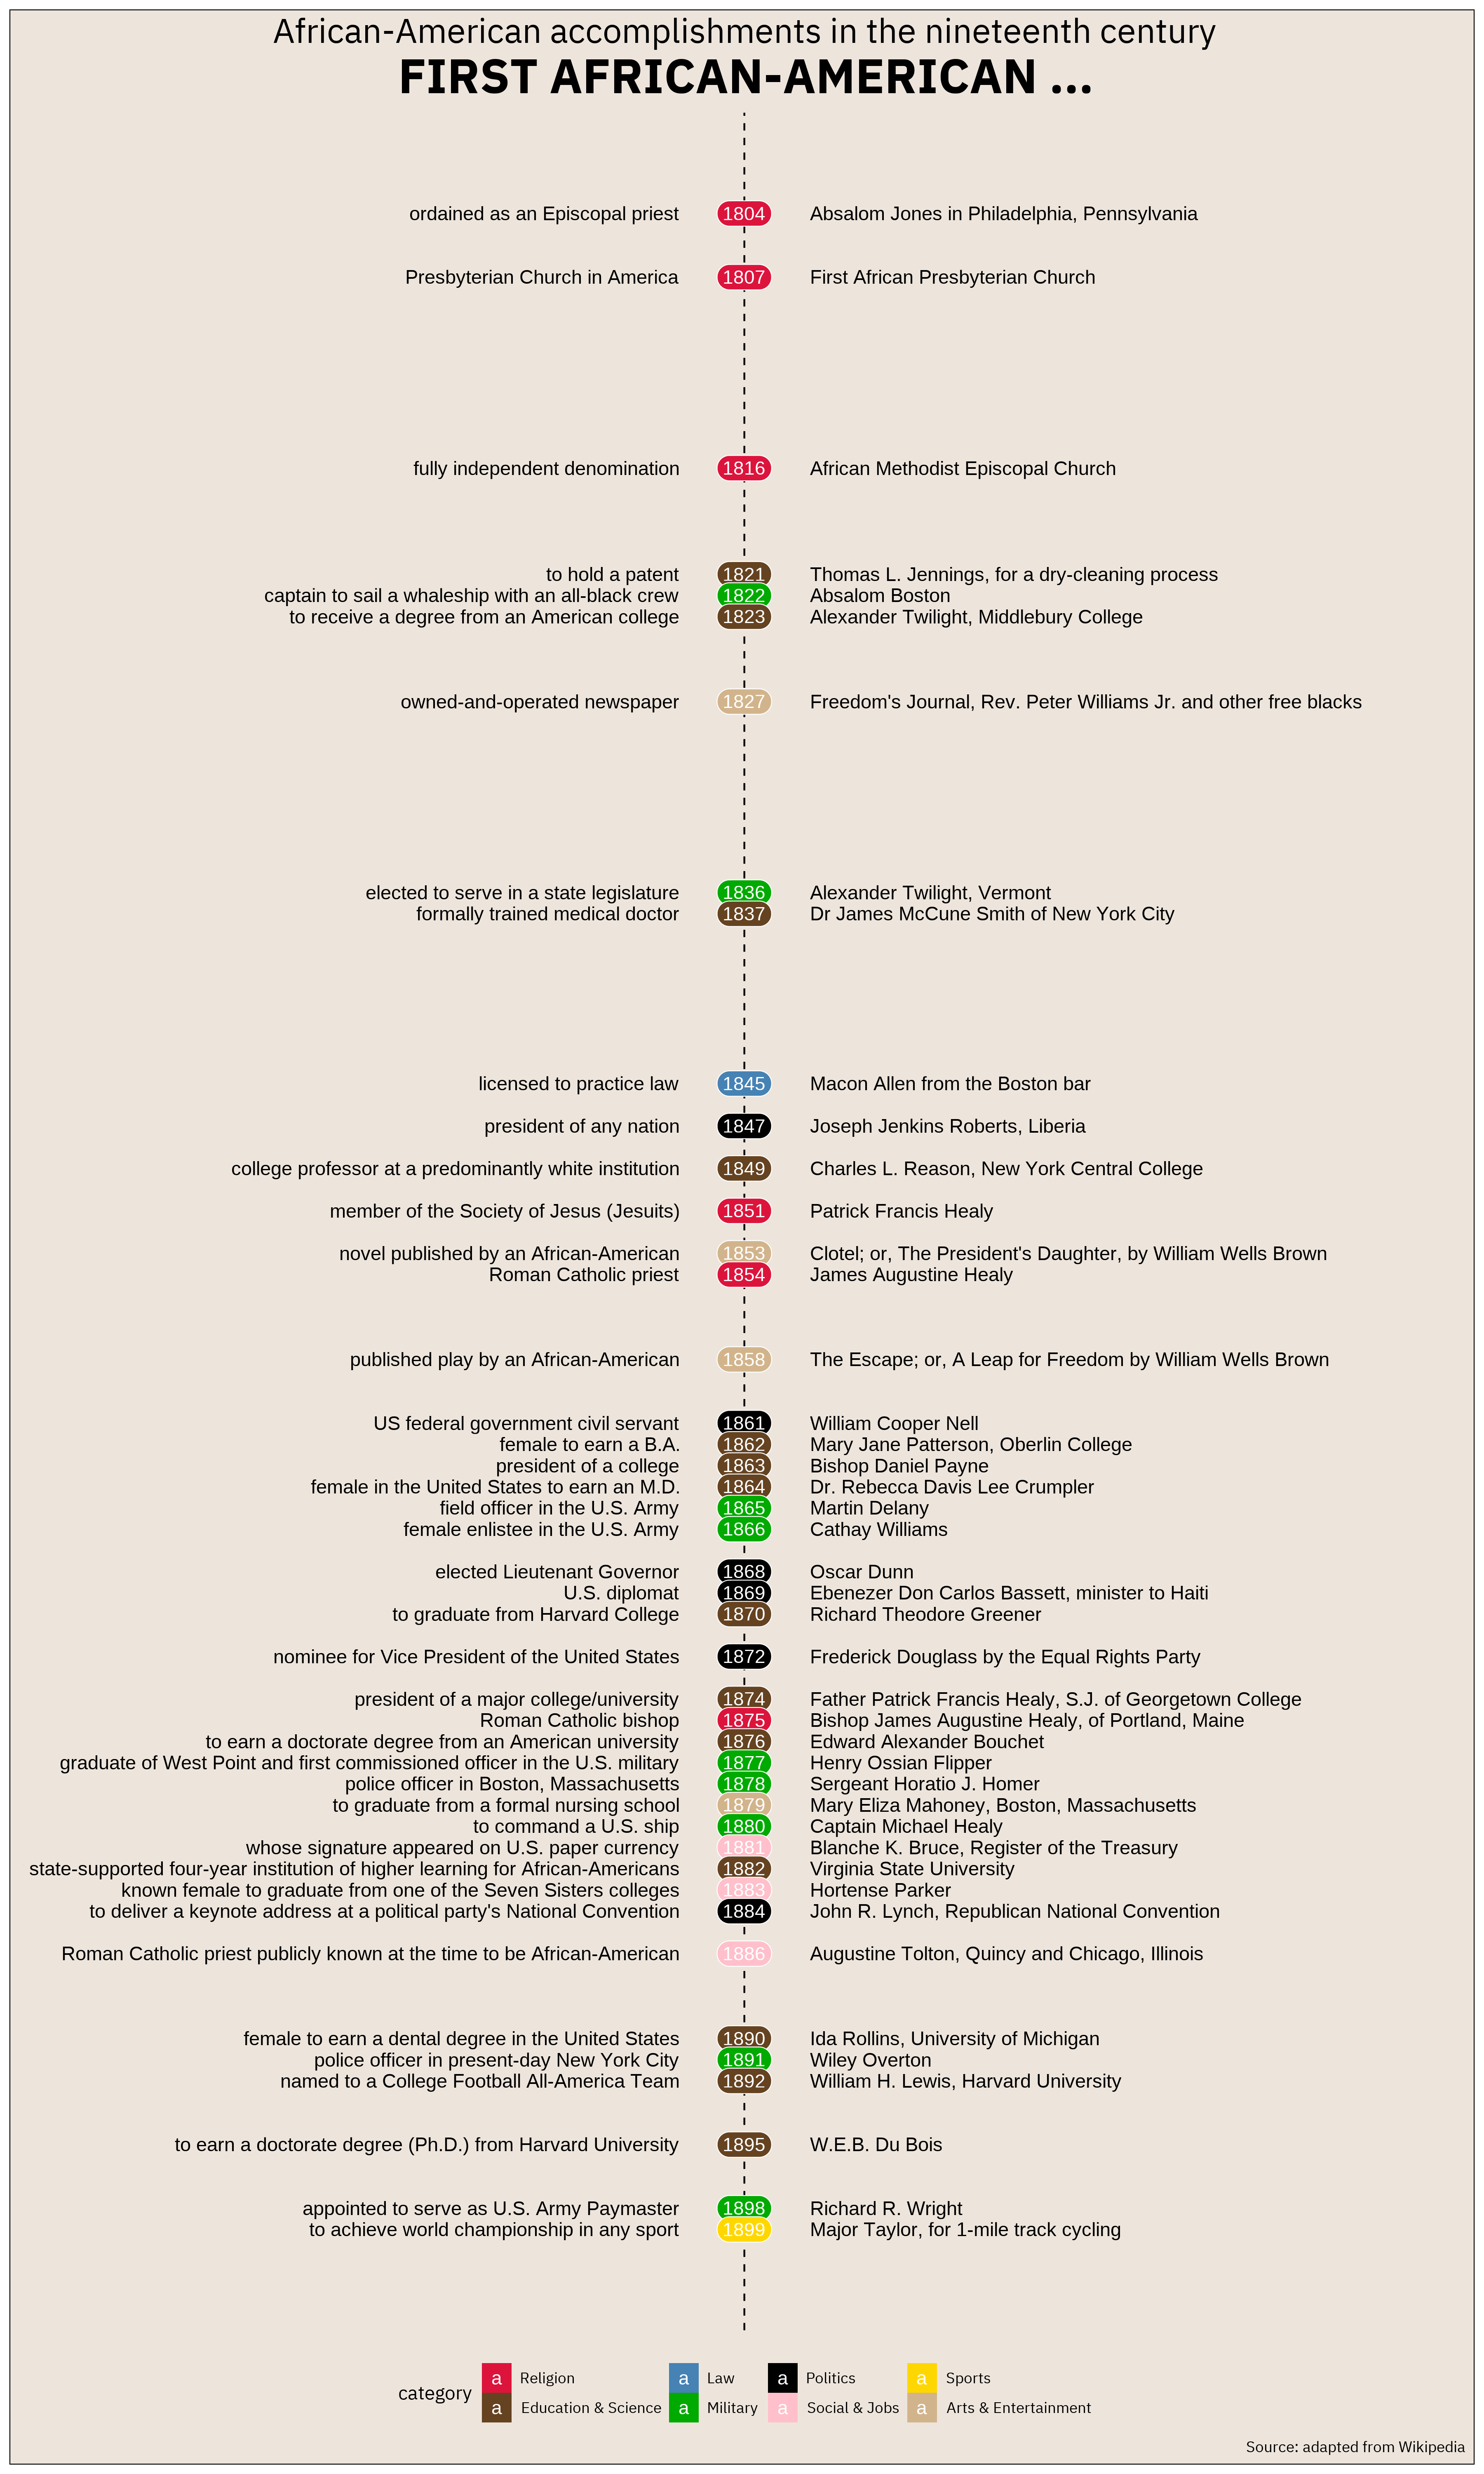 African-American accomplishments in the nineteenth century
FIRST AFRICAN-AMERICAN ...
ordained as an Episcopal priest 1804 Absalom Jones in Philadelphia, Pennsylvania
Presbyterian Church in America 1807 First African Presbyterian Church
fully independent denomination 1816 African Methodist Episcopal Church
to hold a patent 1821 Thomas L. Jennings, for a dry-cleaning process
captain to sail a whaleship with an all-black crew 1822 Absalom Boston
to receive a degree from an American college 1823 Alexander Twilight, Middlebury College
owned-and-operated newspaper 1827 Freedom's Journal, Rev. Peter Williams Jr. and other free blacks
elected to serve in a state legislature 1836 Alexander Twilight, Vermont
formally trained medical doctor 1837 Dr James McCune Smith of New York City
licensed to practice law 1845 Macon Allen from the Boston bar
president of any nation 1847 Joseph Jenkins Roberts, Liberia
college professor at a predominantly white institution 1849 Charles L. Reason, New York Central College
member of the Society of Jesus (Jesuits) 1851 Patrick Francis Healy
novel published by an African-American 1853 Clotel; or, The President's Daughter, by William Wells Brown
Roman Catholic priest 1854 James Augustine Healy
published play by an African-American 1858 The Escape; or, A Leap for Freedom by William Wells Brown
US federal government civil servant 1861 William Cooper Nell
female to earn a B.A. 1862 Mary Jane Patterson, Oberlin College
president of a college 1863 Bishop Daniel Payne
female in the United States to earn an M.D. 1864 Dr. Rebecca Davis Lee Crumpler
field officer in the U.S. Army 1865 Martin Delany
female enlistee in the U.S. Army 1866 Cathay Williams
elected Lieutenant Governor 1868 Oscar Dunn
U.S. diplomat 1869 Ebenezer Don Carlos Bassett, minister to Haiti
to graduate from Harvard College 1870 Richard Theodore Greener
nominee for Vice President of the United States 1872 Frederick Douglass by the Equal Rights Party
president of a major college/university 1874 Father Patrick Francis Healy, S.J. of Georgetown College
Roman Catholic bishop 1875 Bishop James Augustine Healy, of Portland, Maine
to earn a doctorate degree from an American university 1876 Edward Alexander Bouchet
graduate of West Point and first commissioned officer in the U.S. military 1877 Henry Ossian Flipper
police officer in Boston, Massachusetts 1878 Sergeant Horatio J. Homer
to graduate from a formal nursing school 1879 Mary Eliza Mahoney, Boston, Massachusetts
to command a U.S. ship 1880 Captain Michael Healy
whose signature appeared on U.S. paper currency 1881 Blanche K. Bruce, Register of the Treasury
state-supported four-year institution of higher learning for African-Americans 1882 Virginia State University
known female to graduate from one of the Seven Sisters colleges 1883 Hortense Parker
to deliver a keynote address at a political party's National Convention 1884 John R. Lynch, Republican National Convention
Roman Catholic priest publicly known at the time to be African-American 1886 Augustine Tolton, Quincy and Chicago, Illinois
female to earn a dental degree in the United States 1890 Ida Rollins, University of Michigan
police officer in present-day New York City 1891 Wiley Overton
named to a College Football All-America Team 1892 William H. Lewis, Harvard University
to earn a doctorate degree (Ph.D.) from Harvard University 1895 W.E.B. Du Bois
appointed to serve as U.S. Army Paymaster 1898 Richard R. Wright
to achieve world championship in any sport 1899 Major Taylor, for 1-mile track cycling
category
a Religion a Law a Politics a Sports
a Education & Science a Military a Social & Jobs a Arts & Entertainment
Source: adapted from Wikipedia